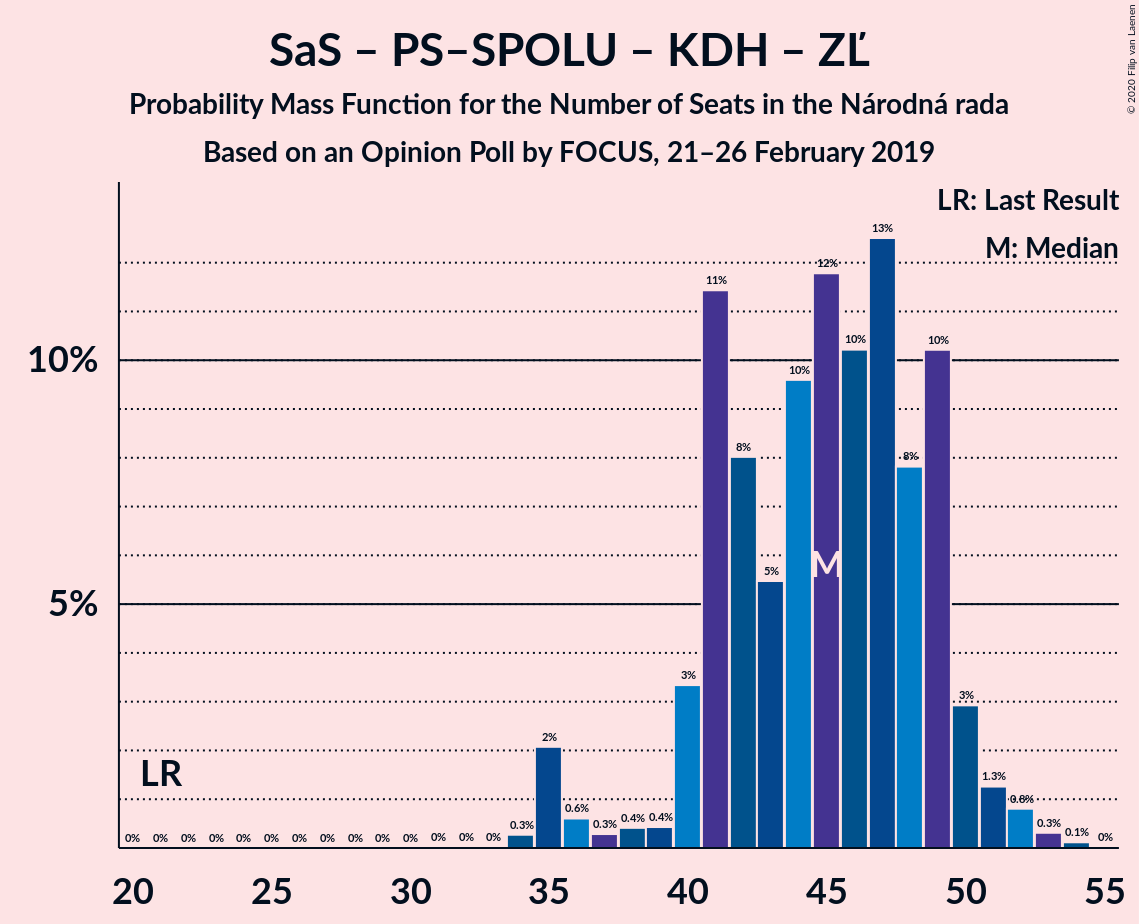 SaS – PS–SPOLU – KDH – ZĽ
Probability Mass Function for the Number of Seats in the Národná rada
Based on an Opinion Poll by FOCUS, 21–26 February 2019
© 2020 Filip van Laenen
LR: Last Result
M: Median
10%
5%
0% 0% 0% 0% 0% 0% 0% 0% 0% 0% 0% 0% 0% 0% 0.3% 2% 0.6% 0.3% 0.4% 0.4% 3% 11% 8% 5% 10% 12% 10% 13% 8% 10% 3% 1.3% 0.8% 0.3% 0.1% 0%
LR
M
20 25 30 35 40 45 50 55